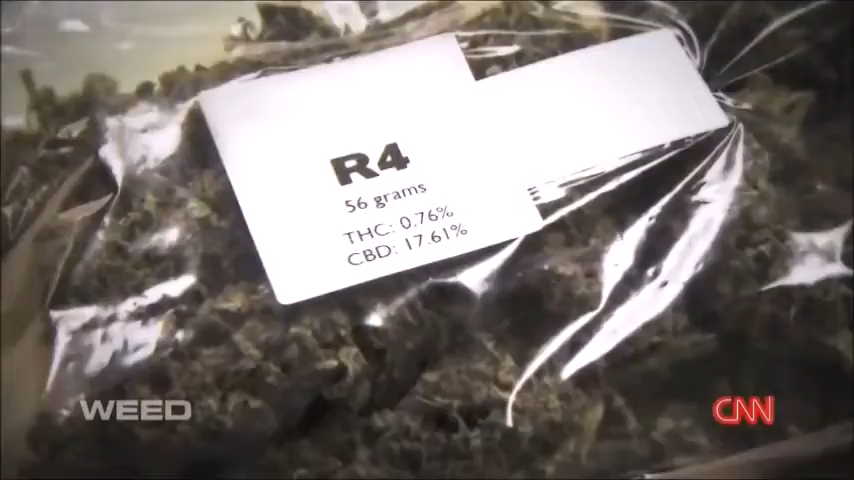 R4
56 grams
THC: 0.76%
CBD: 17.61%
WEED
CNN